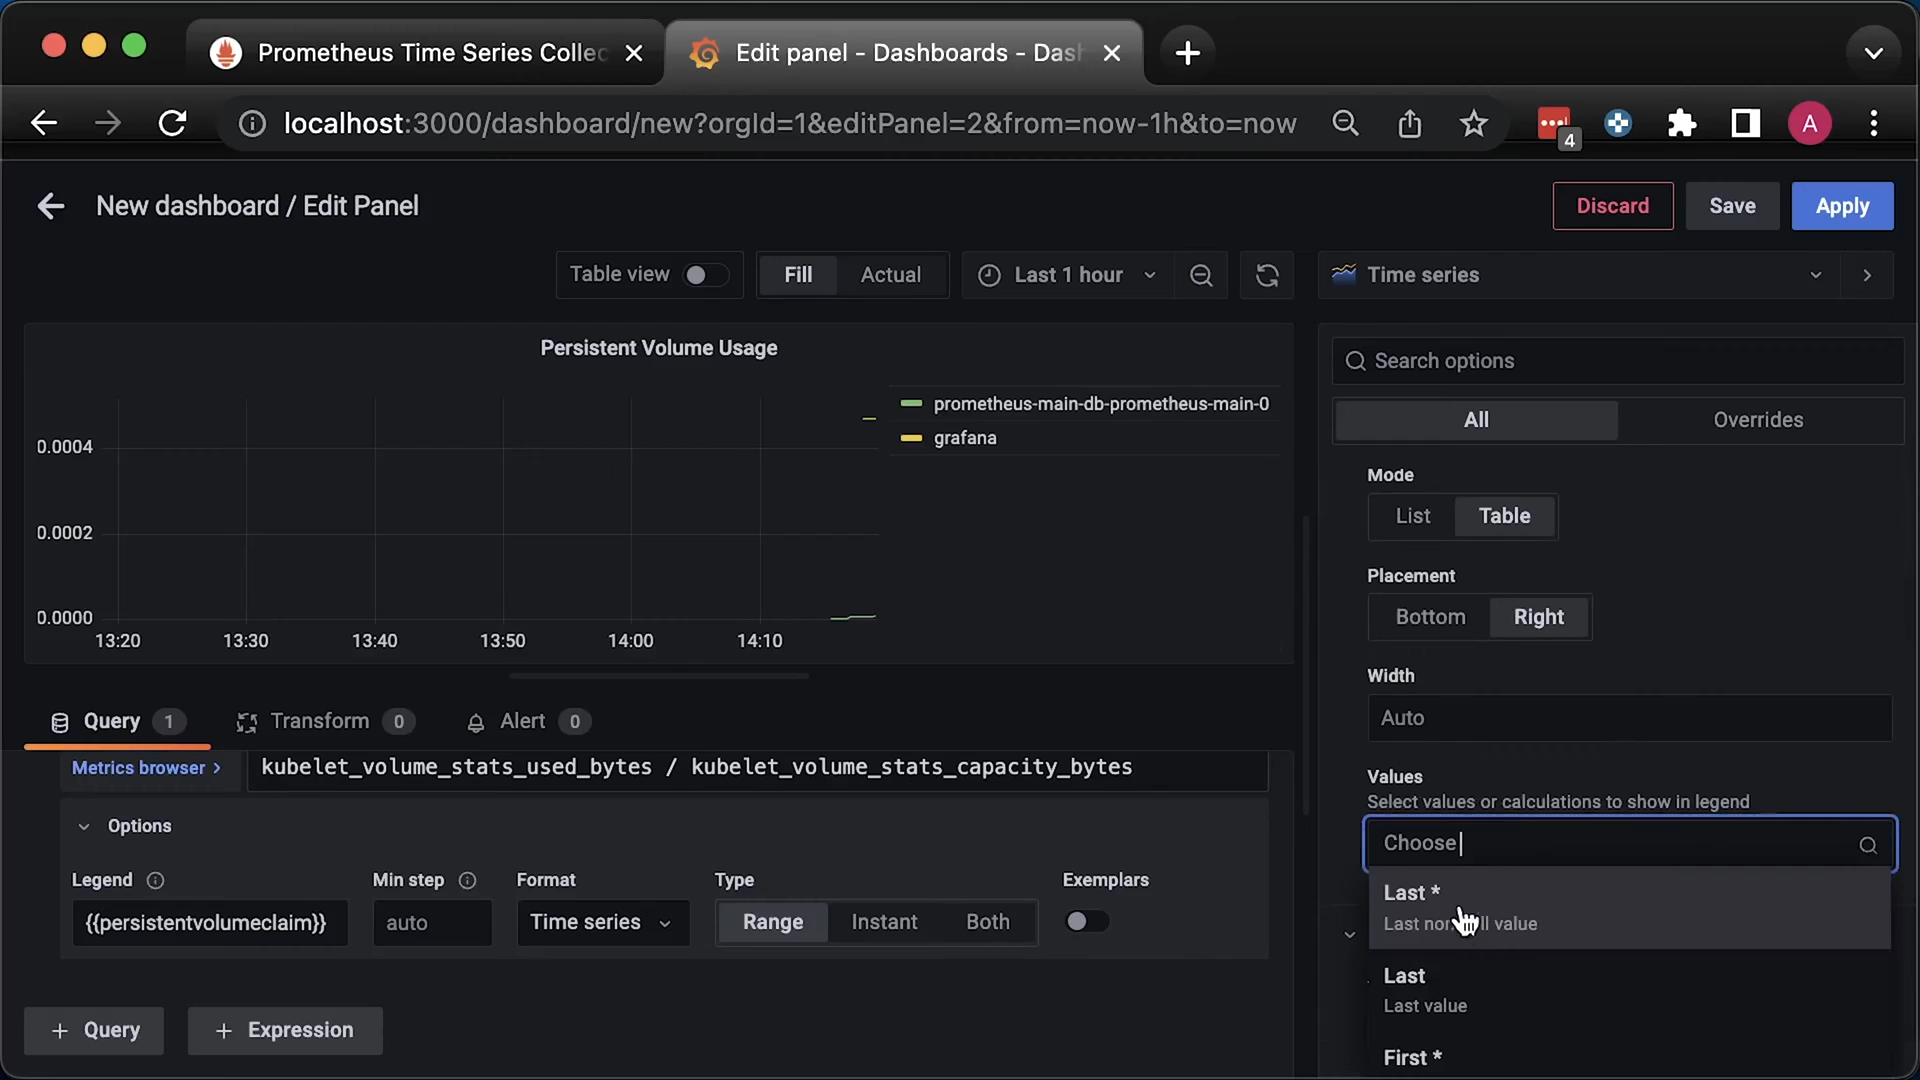 Prometheus Time Series Collec
Edit panel - Dashboards - Dash
localhost:3000/dashboard/new?orgId=1&editPanel=2&from=now-1h&to=now
4
A
New dashboard / Edit Panel
Discard
Save
Apply
Table view
Fill
Actual
Last 1 hour
Time series
Persistent Volume Usage
prometheus-main-db-prometheus-main-0
grafana
0.0004
0.0002
0.0000
13:20
13:30
13:40
13:50
14:00
14:10
Search options
All
Overrides
Mode
List
Table
Placement
Bottom
Right
Width
Auto
Values
Select values or calculations to show in legend
Choose
Last *
Last non ll value
Last
Last value
First *
Query 1
Transform 0
Alert 0
Metrics browser >
kubelet_volume_stats_used_bytes / kubelet_volume_stats_capacity_bytes
Options
Legend
Min step
Format
Type
Exemplars
{{persistentvolumeclaim}}
auto
Time series
Range
Instant
Both
+ Query
+ Expression